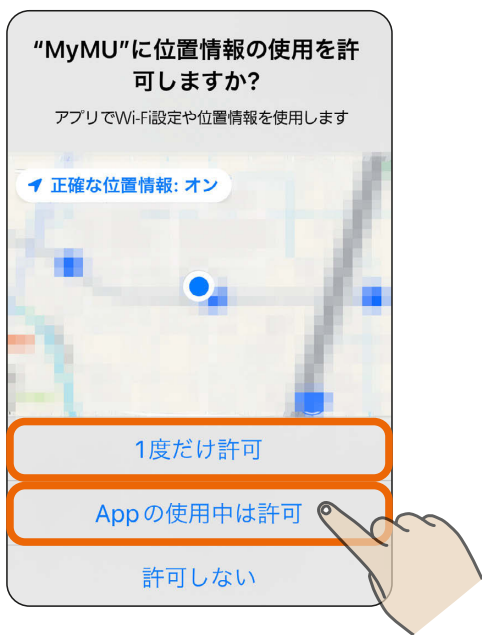 “MyMU”に位置情報の使用を許
可しますか?
アプリでWi-Fi設定や位置情報を使用します
正確な位置情報: オン
1度だけ許可
Appの使用中は許可
許可しない